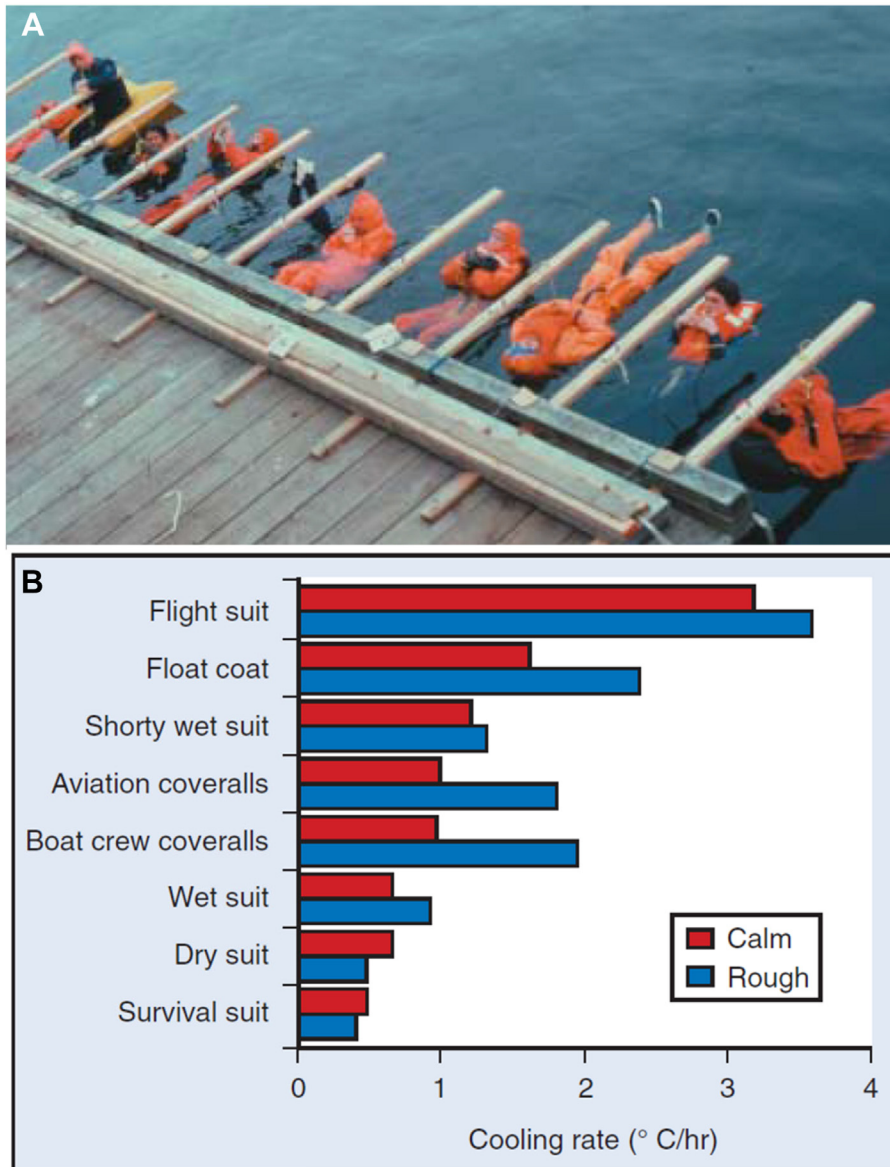 A
B
Flight suit
Float coat
Shorty wet suit
Aviation coveralls
Boat crew coveralls
Wet suit
Dry suit
Survival suit
Calm
Rough
0 1 2 3 4
Cooling rate (° C/hr)